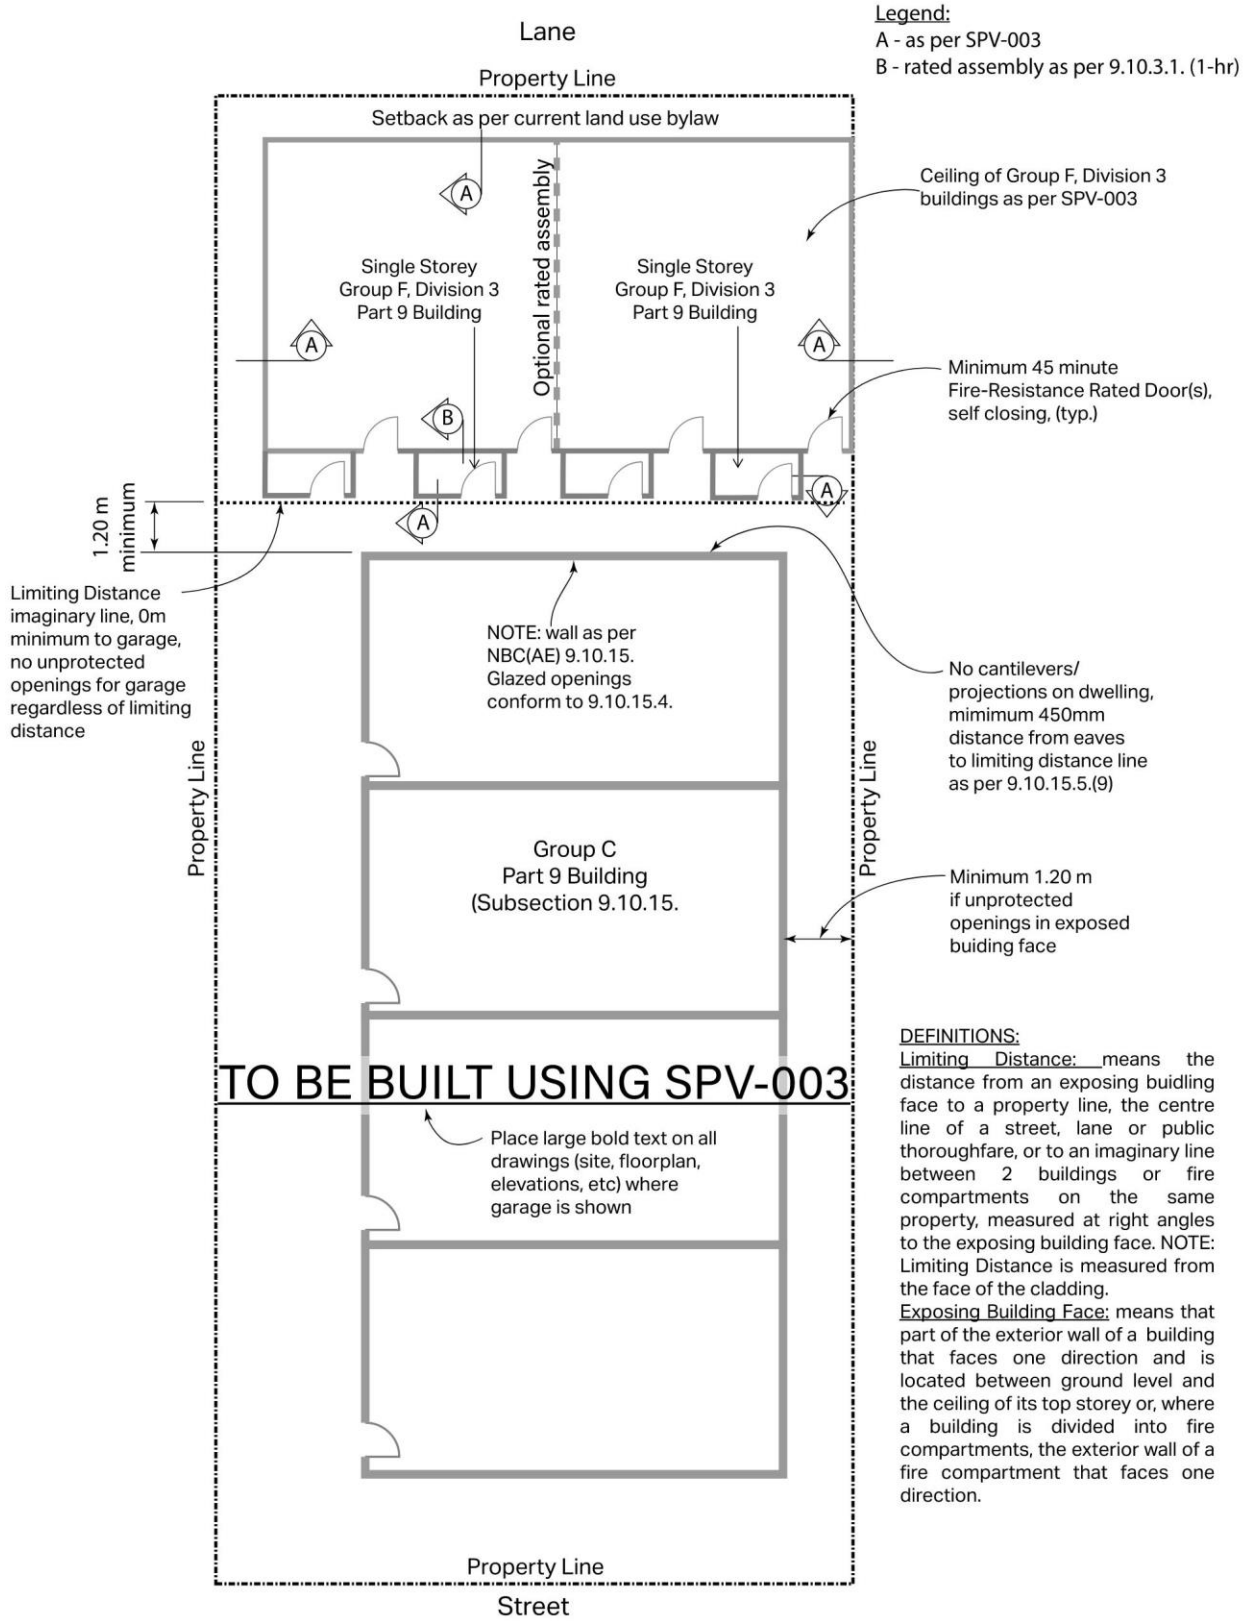 Lane
Legend:
A - as per SPV-003
B - rated assembly as per 9.10.3.1. (1-hr)
Property Line
Setback as per current land use bylaw
A
Optional rated assembly
Ceiling of Group F, Division 3
buildings as per SPV-003
Single Storey
Group F, Division 3
Part 9 Building
Single Storey
Group F, Division 3
Part 9 Building
A
A
Minimum 45 minute
Fire-Resistance Rated Door(s),
self closing, (typ.)
B
A
A
1.20 m
minimum
Limiting Distance
imaginary line, 0m
minimum to garage,
no unprotected
openings for garage
regardless of limiting
distance
NOTE: wall as per
NBC(AE) 9.10.15.
Glazed openings
conform to 9.10.15.4.
No cantilevers/
projections on dwelling,
mimimum 450mm
distance from eaves
to limiting distance line
as per 9.10.15.5.(9)
Property Line
Property Line
Group C
Part 9 Building
(Subsection 9.10.15.
Minimum 1.20 m
if unprotected
openings in exposed
buiding face
TO BE BUILT USING SPV-003
Place large bold text on all
drawings (site, floorplan,
elevations, etc) where
garage is shown
DEFINITIONS:
Limiting Distance: means the
distance from an exposing buidling
face to a property line, the centre
line of a street, lane or public
thoroughfare, or to an imaginary line
between 2 buildings or fire
compartments on the same
property, measured at right angles
to the exposing building face. NOTE:
Limiting Distance is measured from
the face of the cladding.
Exposing Building Face: means that
part of the exterior wall of a building
that faces one direction and is
located between ground level and
the ceiling of its top storey or, where
a building is divided into fire
compartments, the exterior wall of a
fire compartment that faces one
direction.
Property Line
Street